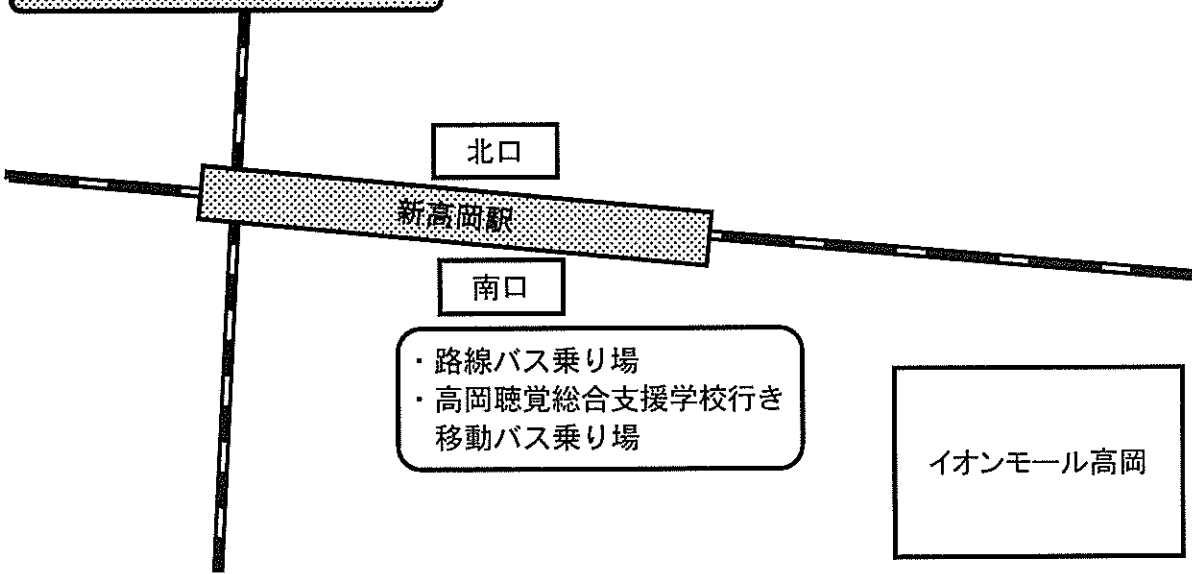 北口
新高岡駅
南口
・路線バス乗り場
・高岡聴覚総合支援学校行き
移動バス乗り場
イオンモール高岡